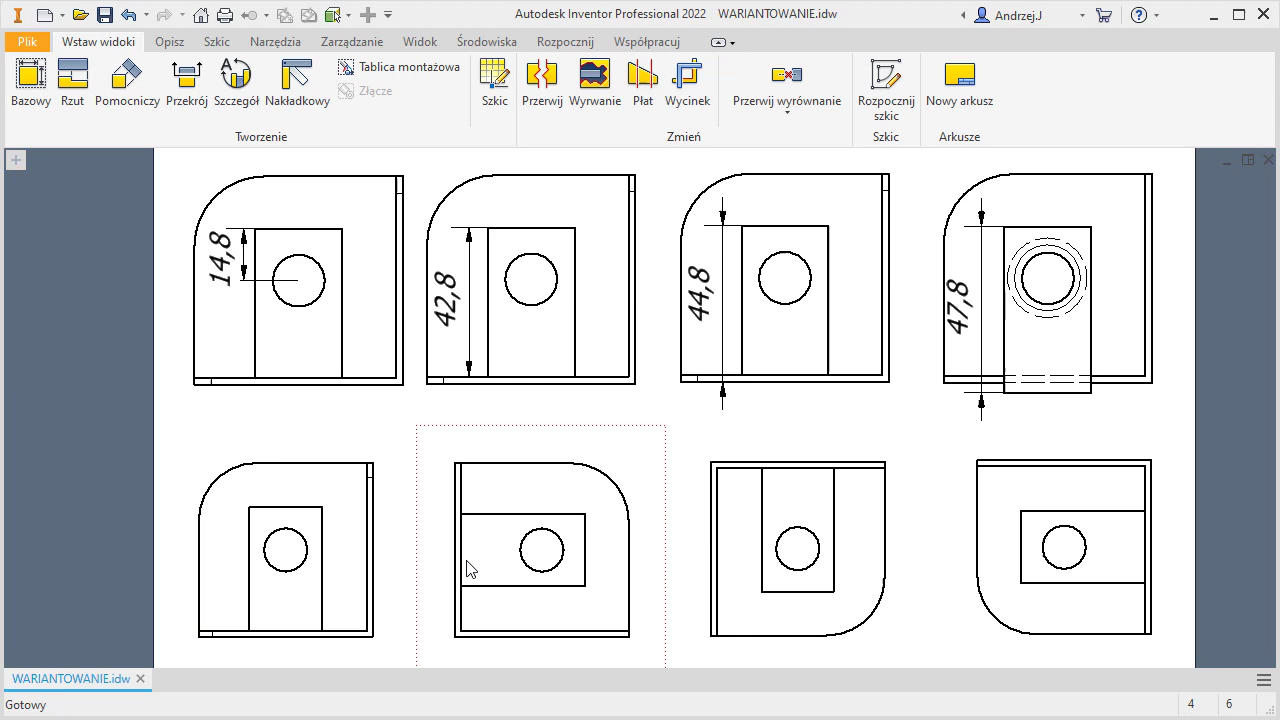 Autodesk Inventor Professional 2022 WARIANTOWANIE.idw
Andrzej.J
Plik Wstaw widoki Opisz Szkic Narzędzia Zarządzanie Widok Środowiska Rozpocznij Współpracuj
Bazowy Rzut Pomocniczy Przekrój Szczegół Nakładkowy
Tablica montażowa
Złącze
Szkic Przerwij Wyrwanie Płat Wycinek Przerwij wyrównanie
Rozpocznij
szkic
Nowy arkusz
Tworzenie Zmień Szkic Arkusze
14,8
42,8
44,8
47,8
WARIANTOWANIE.idw
Gotowy 4 6